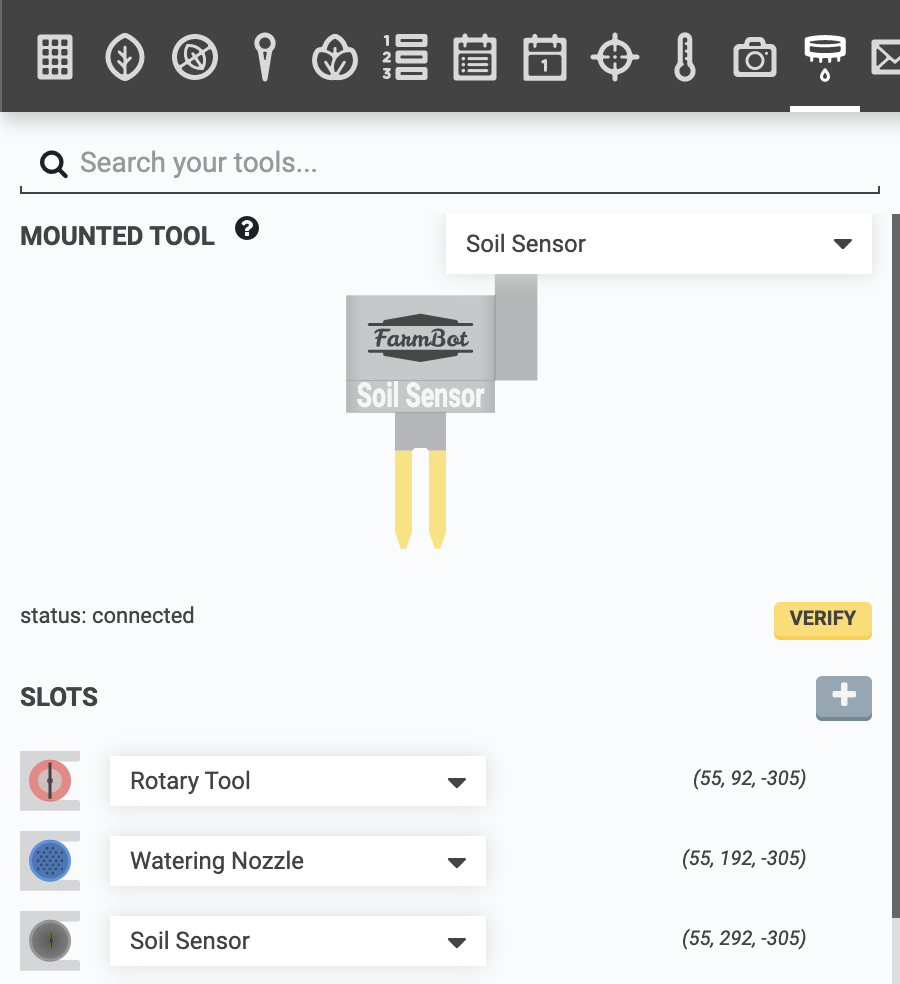 1
2
3
1
Search your tools...
MOUNTED TOOL ?
Soil Sensor
FarmBot
Soil Sensor
status: connected
VERIFY
SLOTS
+
Rotary Tool (55, 92, -305)
Watering Nozzle (55, 192, -305)
Soil Sensor (55, 292, -305)